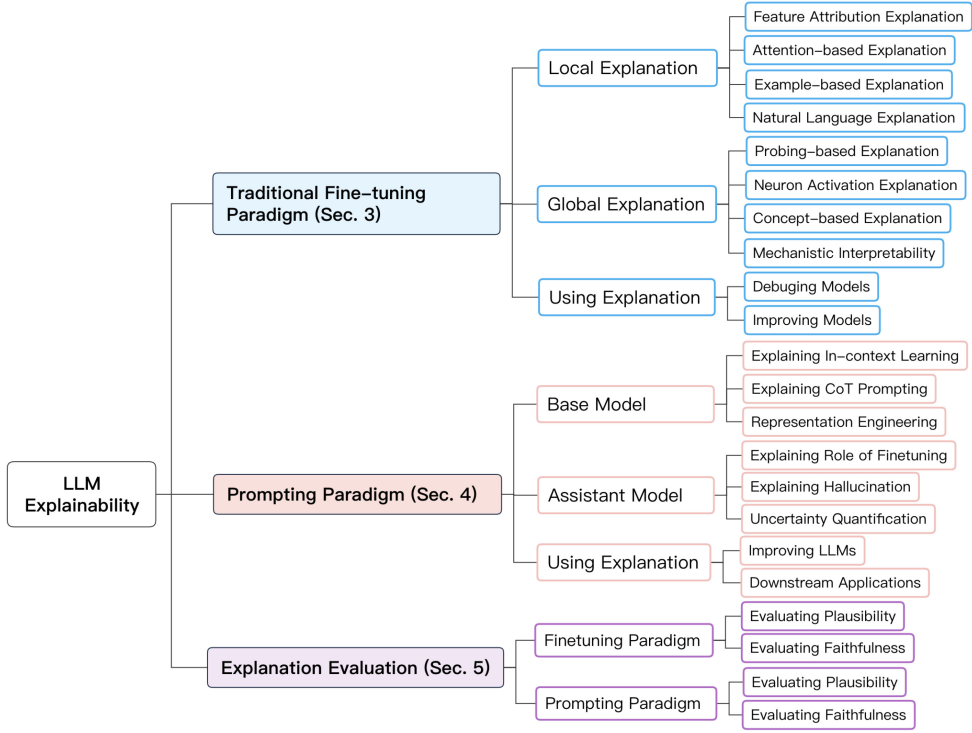 LLM
Explainability
Traditional Fine-tuning
Paradigm (Sec. 3)
Local Explanation
Feature Attribution Explanation
Attention-based Explanation
Example-based Explanation
Natural Language Explanation
Global Explanation
Probing-based Explanation
Neuron Activation Explanation
Concept-based Explanation
Mechanistic Interpretability
Using Explanation
Debuging Models
Improving Models
Prompting Paradigm (Sec. 4)
Base Model
Explaining In-context Learning
Explaining CoT Prompting
Representation Engineering
Assistant Model
Explaining Role of Finetuning
Explaining Hallucination
Uncertainty Quantification
Using Explanation
Improving LLMs
Downstream Applications
Explanation Evaluation (Sec. 5)
Finetuning Paradigm
Evaluating Plausibility
Evaluating Faithfulness
Prompting Paradigm
Evaluating Plausibility
Evaluating Faithfulness